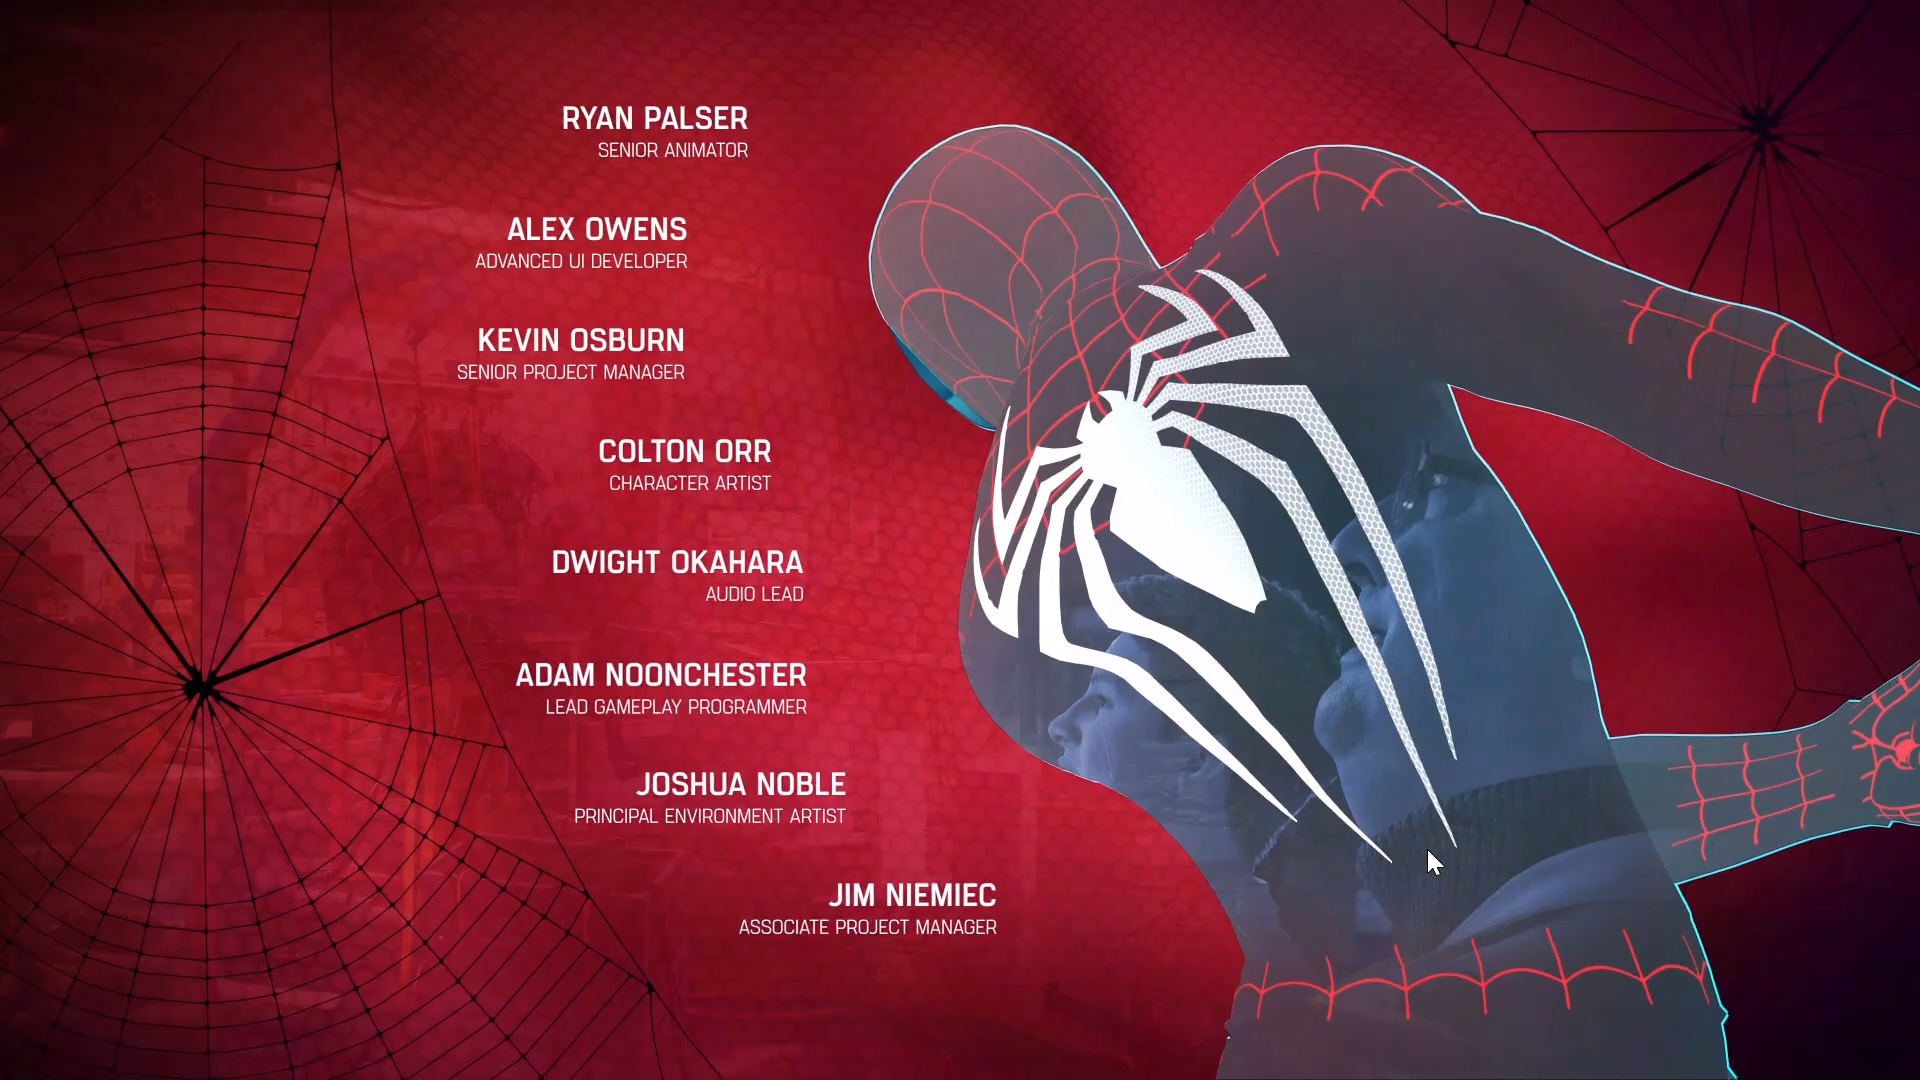 RYAN PALSER
SENIOR ANIMATOR
ALEX OWENS
ADVANCED UI DEVELOPER
KEVIN OSBURN
SENIOR PROJECT MANAGER
COLTON ORR
CHARACTER ARTIST
DWIGHT OKAHARA
AUDIO LEAD
ADAM NOONCHESTER
LEAD GAMEPLAY PROGRAMMER
JOSHUA NOBLE
PRINCIPAL ENVIRONMENT ARTIST
JIM NIEMIEC
ASSOCIATE PROJECT MANAGER